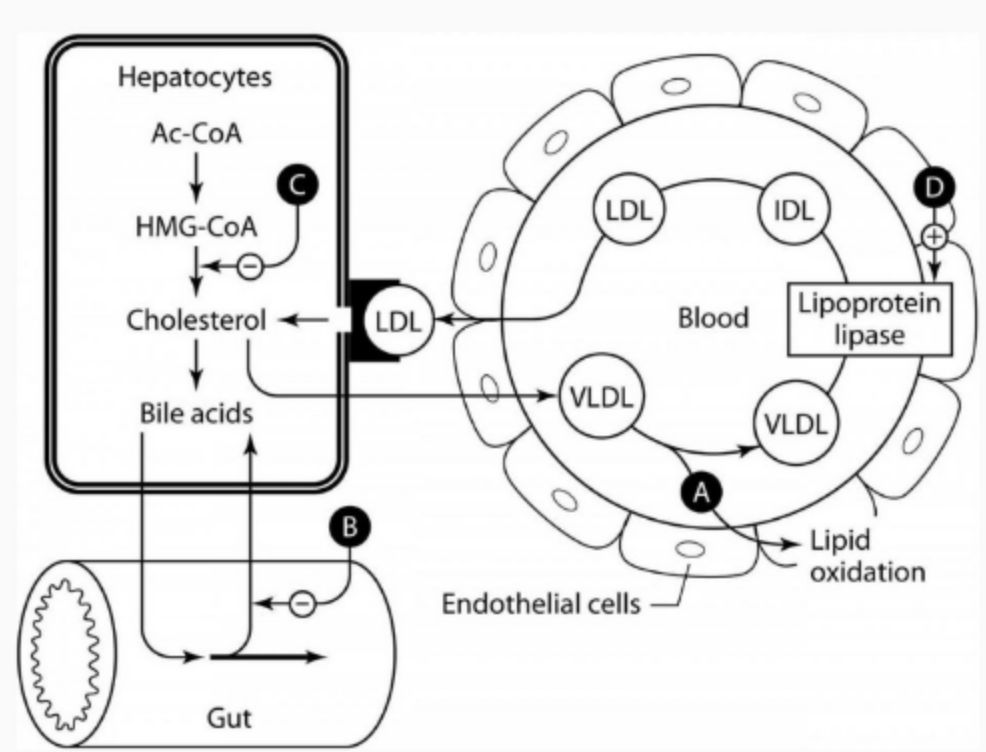 Hepatocytes
Ac-CoA
C
HMG-CoA
−
Cholesterol
LDL
Bile acids
B
−
Gut
LDL
IDL
D
+
Blood
Lipoprotein
lipase
VLDL
VLDL
A
Lipid
oxidation
Endothelial cells